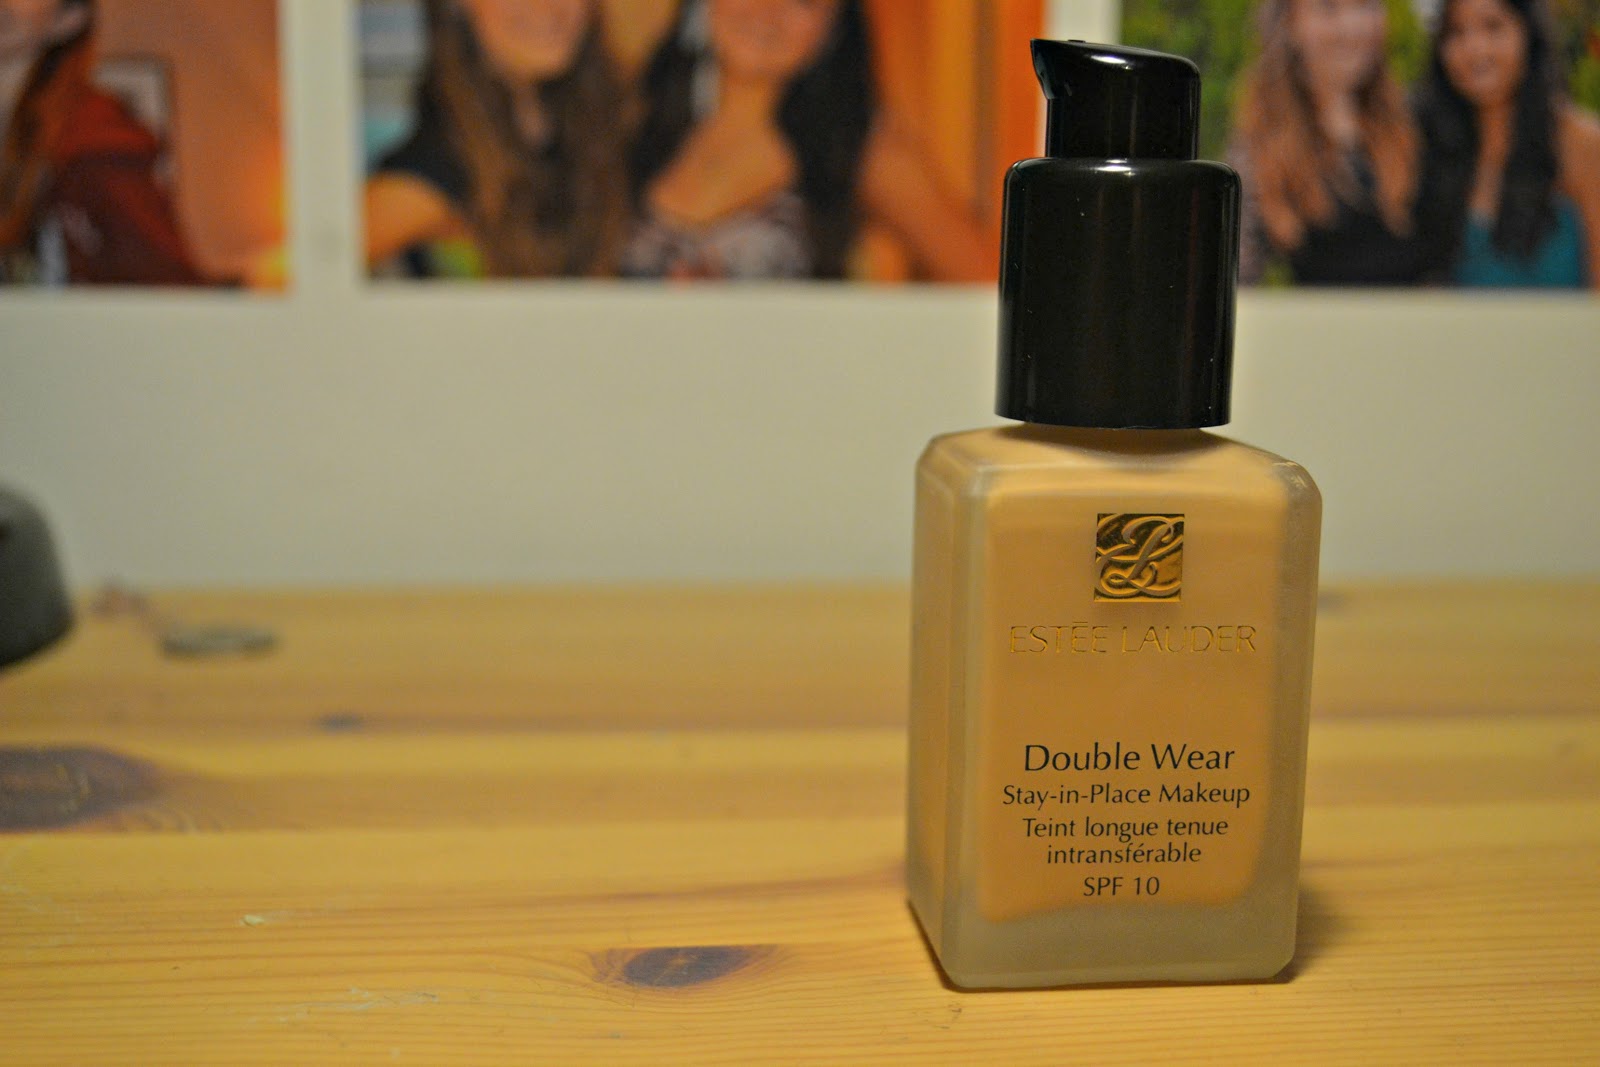 ESTĒE LAUDER
Double Wear
Stay-in-Place Makeup
Teint longue tenue
intransférable
SPF 10